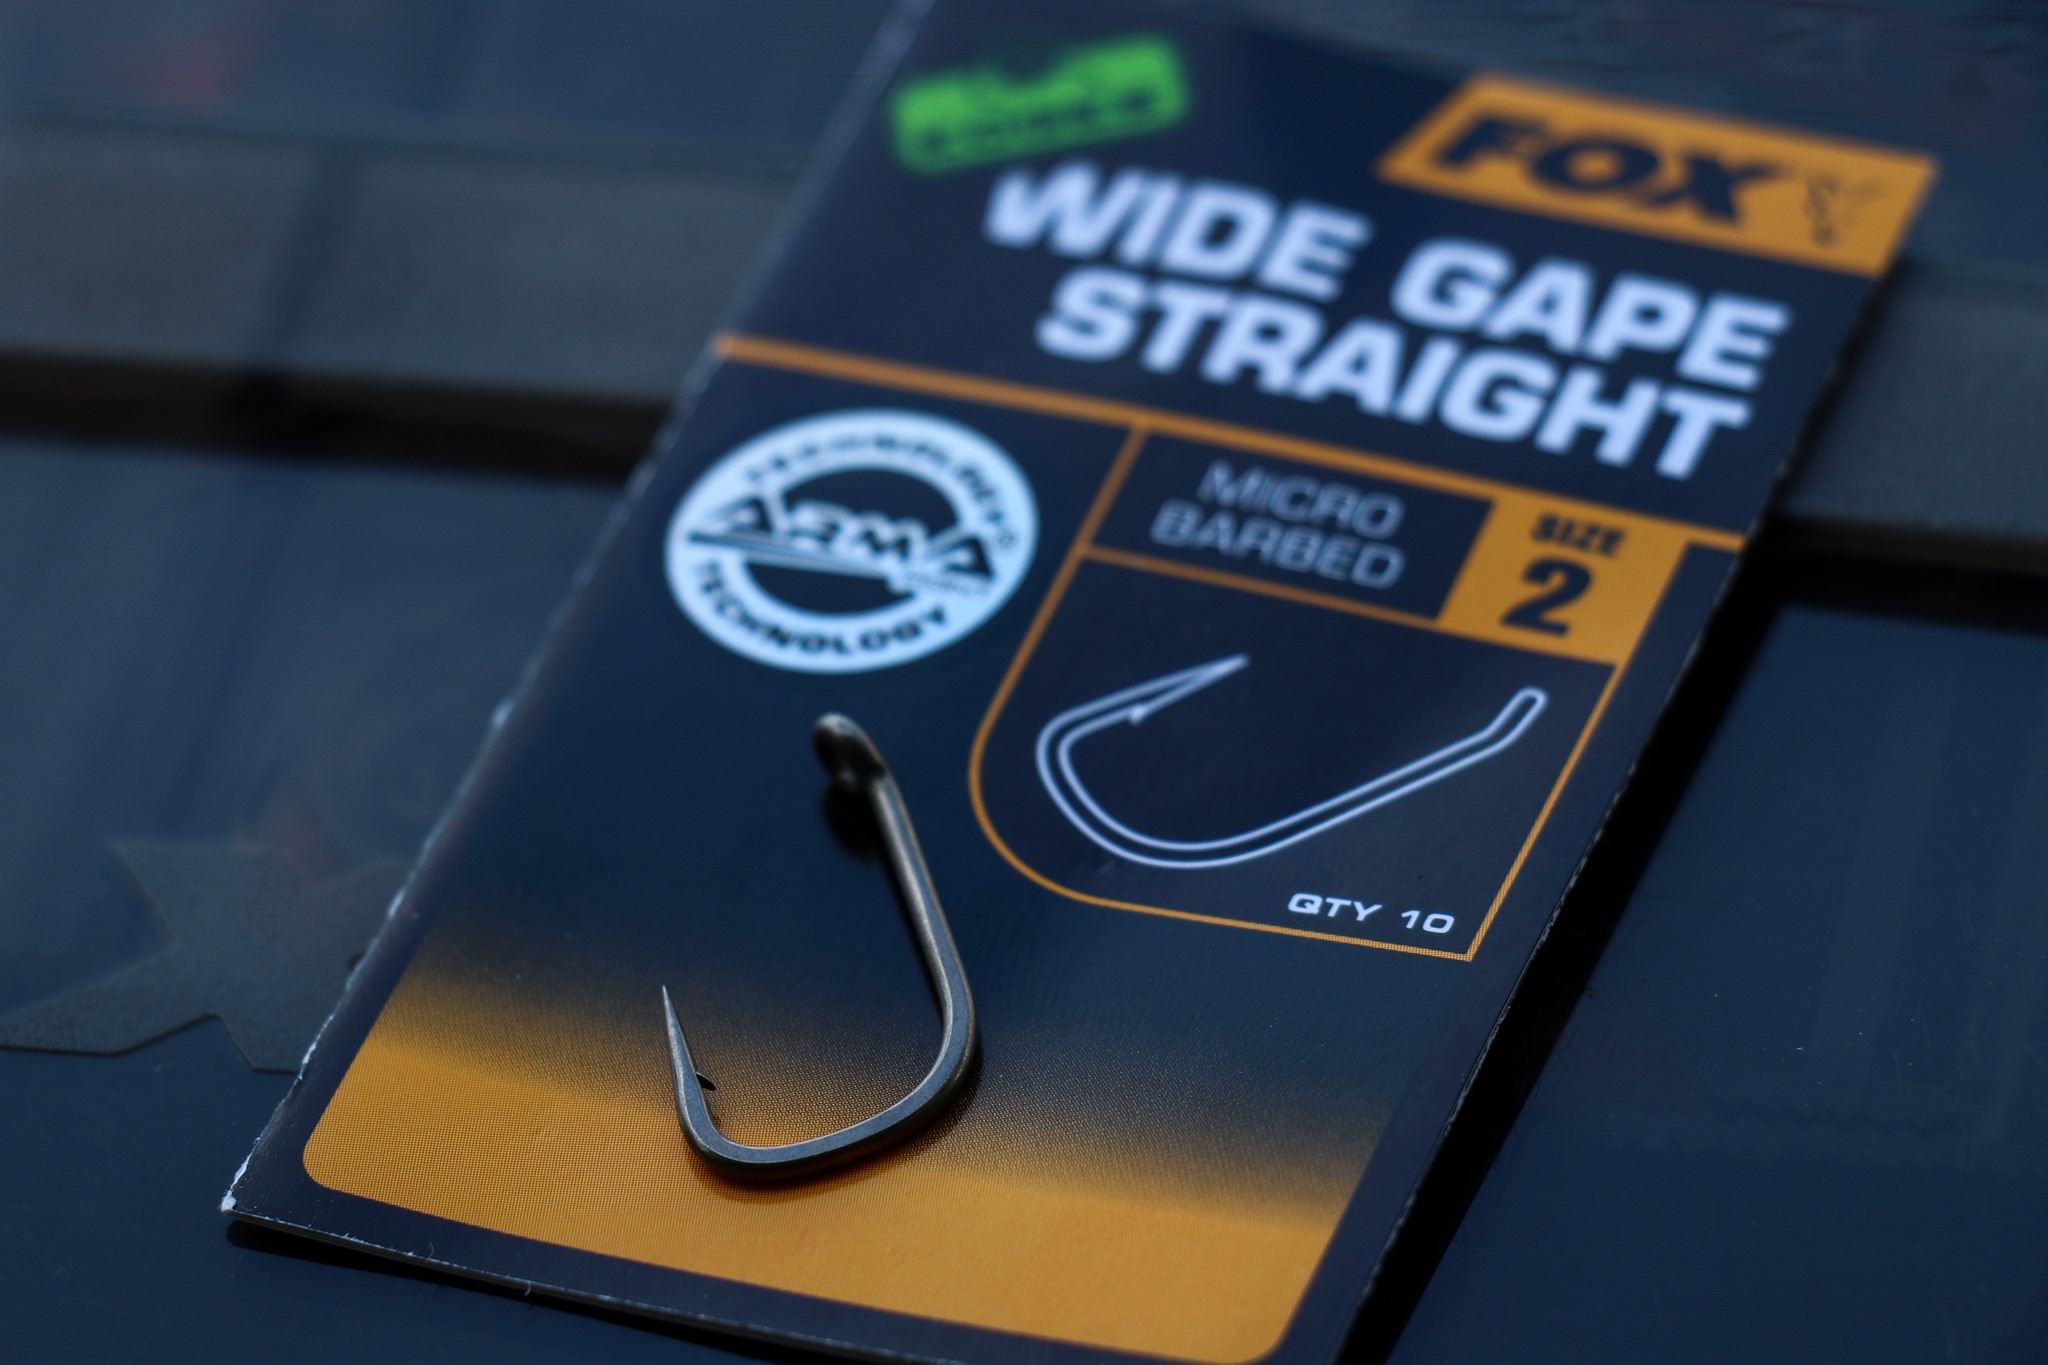 FOX
WIDE GAPE
STRAIGHT
ARMA
TECHNOLOGY
MICRO
BARBED
SIZE
2
QTY 10